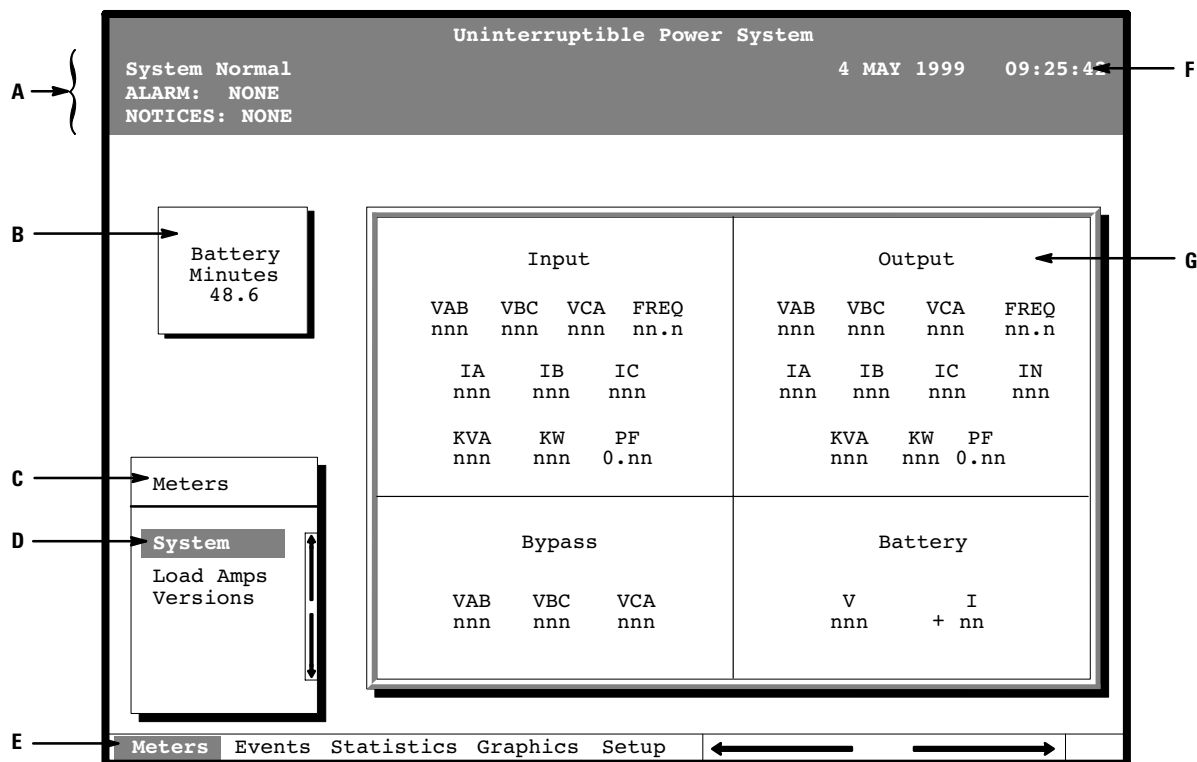 Uninterruptible Power System
System Normal 4 MAY 1999 09:25:42
ALARM: NONE
NOTICES: NONE
A
F
B
Battery
Minutes
48.6
Input
VAB VBC VCA FREQ
nnn nnn nnn nn.n
IA IB IC
nnn nnn nnn
KVA KW PF
nnn nnn 0.nn
Output
VAB VBC VCA FREQ
nnn nnn nnn nn.n
IA IB IC IN
nnn nnn nnn nnn
KVA KW PF
nnn nnn 0.nn
G
C
Meters
D
System
Load Amps
Versions
Bypass
VAB VBC VCA
nnn nnn nnn
Battery
V I
nnn + nn
E
Meters Events Statistics Graphics Setup